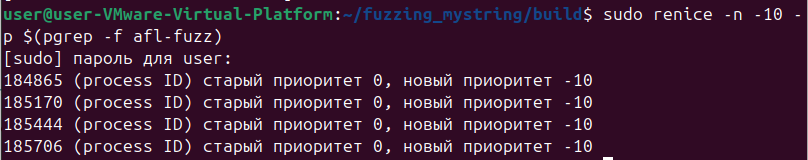 user@user-VMware-Virtual-Platform:~/fuzzing_mystring/build$ sudo renice -n -10 -
p $(pgrep -f afl-fuzz)
[sudo] пароль для user:
184865 (process ID) старый приоритет 0, новый приоритет -10
185170 (process ID) старый приоритет 0, новый приоритет -10
185444 (process ID) старый приоритет 0, новый приоритет -10
185706 (process ID) старый приоритет 0, новый приоритет -10